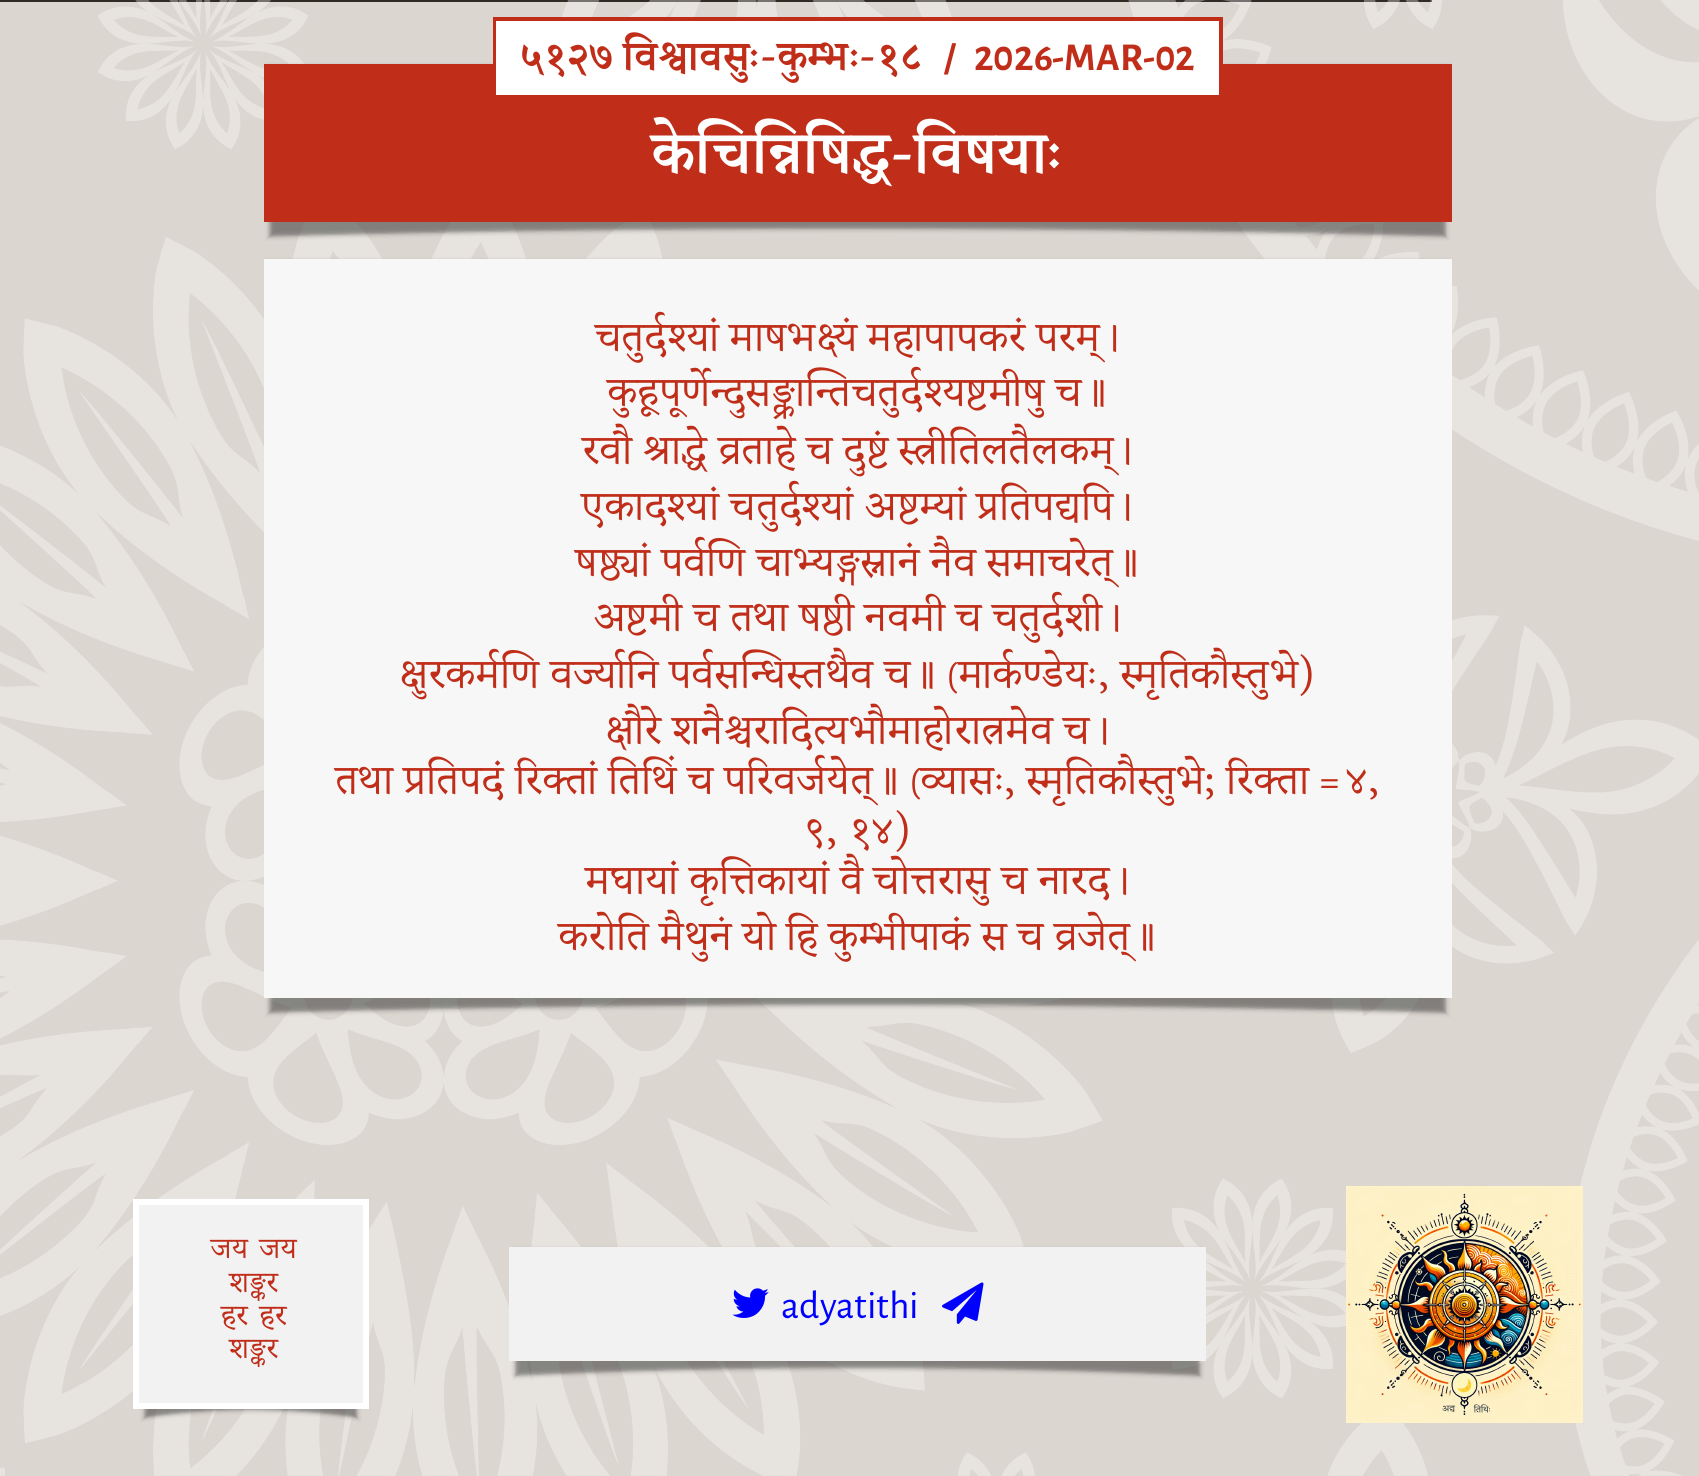 ५१२७ विश्वावसुः-कुम्भः-१८ / 2026-MAR-02
केचिन्निषिद्ध-विषयाः
चतुर्दश्यां माषभक्ष्यं महापापकरं परम्।
कुहूपूर्णेन्दुसङ्क्रान्तिचतुर्दश्यष्टमीषु च॥
रवौ श्राद्धे व्रताहे च दुष्टं स्त्रीतिलतैलकम्।
एकादश्यां चतुर्दश्यां अष्टम्यां प्रतिपद्यपि।
षष्ठ्यां पर्वणि चाभ्यङ्गस्नानं नैव समाचरेत्॥
अष्टमी च तथा षष्ठी नवमी च चतुर्दशी।
क्षुरकर्मणि वर्ज्यानि पर्वसन्धिस्तथैव च॥ (मार्कण्डेयः, स्मृतिकौस्तुभे)
क्षौरे शनैश्चरादित्यभौमाहोरात्रमेव च।
तथा प्रतिपदं रिक्तां तिथिं च परिवर्जयेत्॥ (व्यासः, स्मृतिकौस्तुभे; रिक्ता = ४,
९, १४)
मघायां कृत्तिकायां वै चोत्तरासु च नारद।
करोति मैथुनं यो हि कुम्भीपाकं स च व्रजेत्॥
जय जय
शङ्कर
हर हर
शङ्कर
adyatithi
अद्य तिथिः